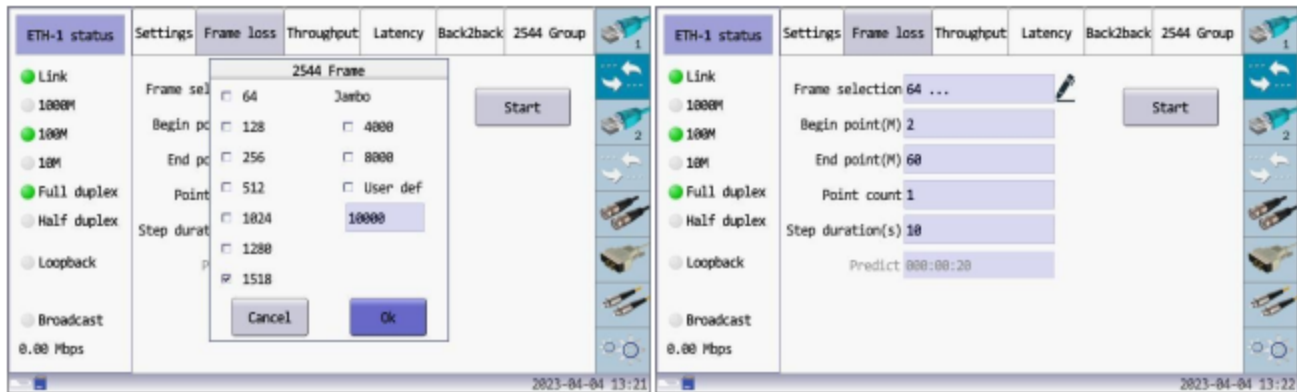 ETH-1 status
Settings Frame loss Throughput Latency Back2back 2544 Group
1
Link
1000M
100M
10M
Full duplex
Half duplex
Loopback
Broadcast
0.00 Mbps
Frame sel
Begin po
End po
Point
Step durat
P
2544 Frame
64 Jambo
128 4000
256 8000
512 User def
1024 10000
1280
1518
Cancel Ok
Start
2
2023-04-04 13:21
ETH-1 status
Settings Frame loss Throughput Latency Back2back 2544 Group
1
Link
1000M
100M
10M
Full duplex
Half duplex
Loopback
Broadcast
0.00 Mbps
Frame selection 64 ...
Begin point(M) 2
End point(M) 60
Point count 1
Step duration(s) 10
Predict 000:00:20
Start
2
2023-04-04 13:22